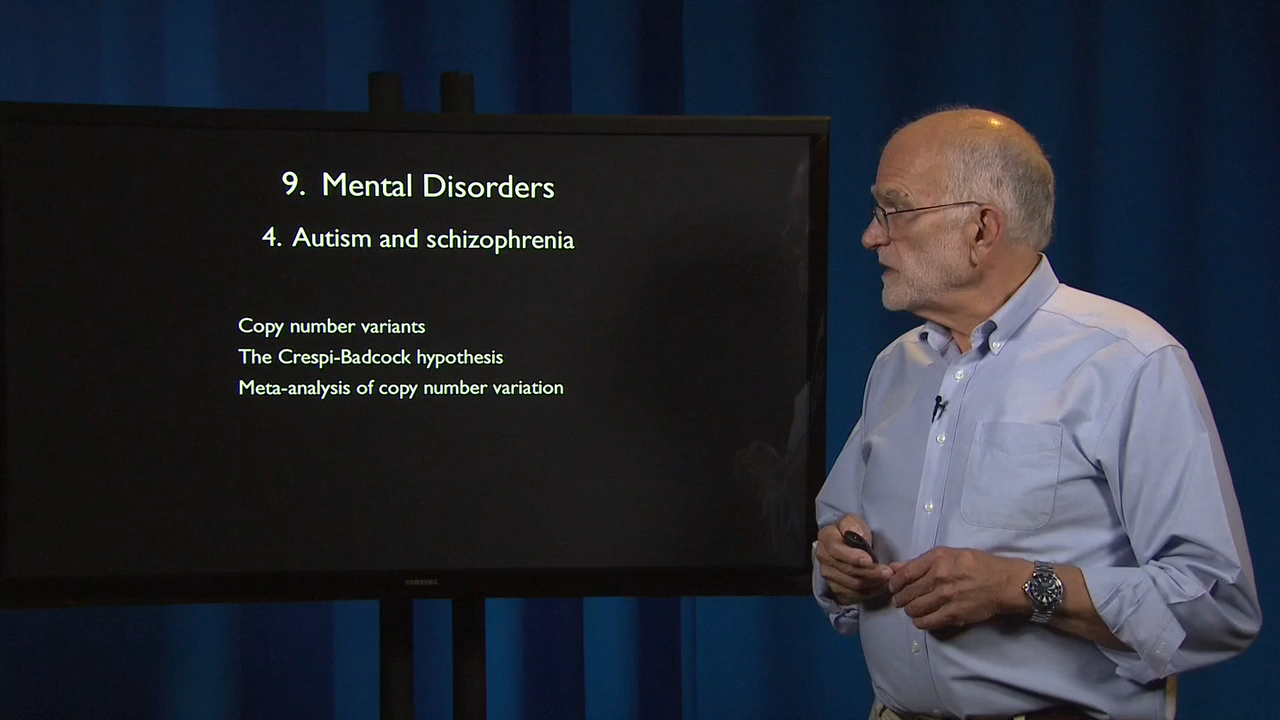 9. Mental Disorders
4. Autism and schizophrenia
Copy number variants
The Crespi-Badcock hypothesis
Meta-analysis of copy number variation
SAMSUNG